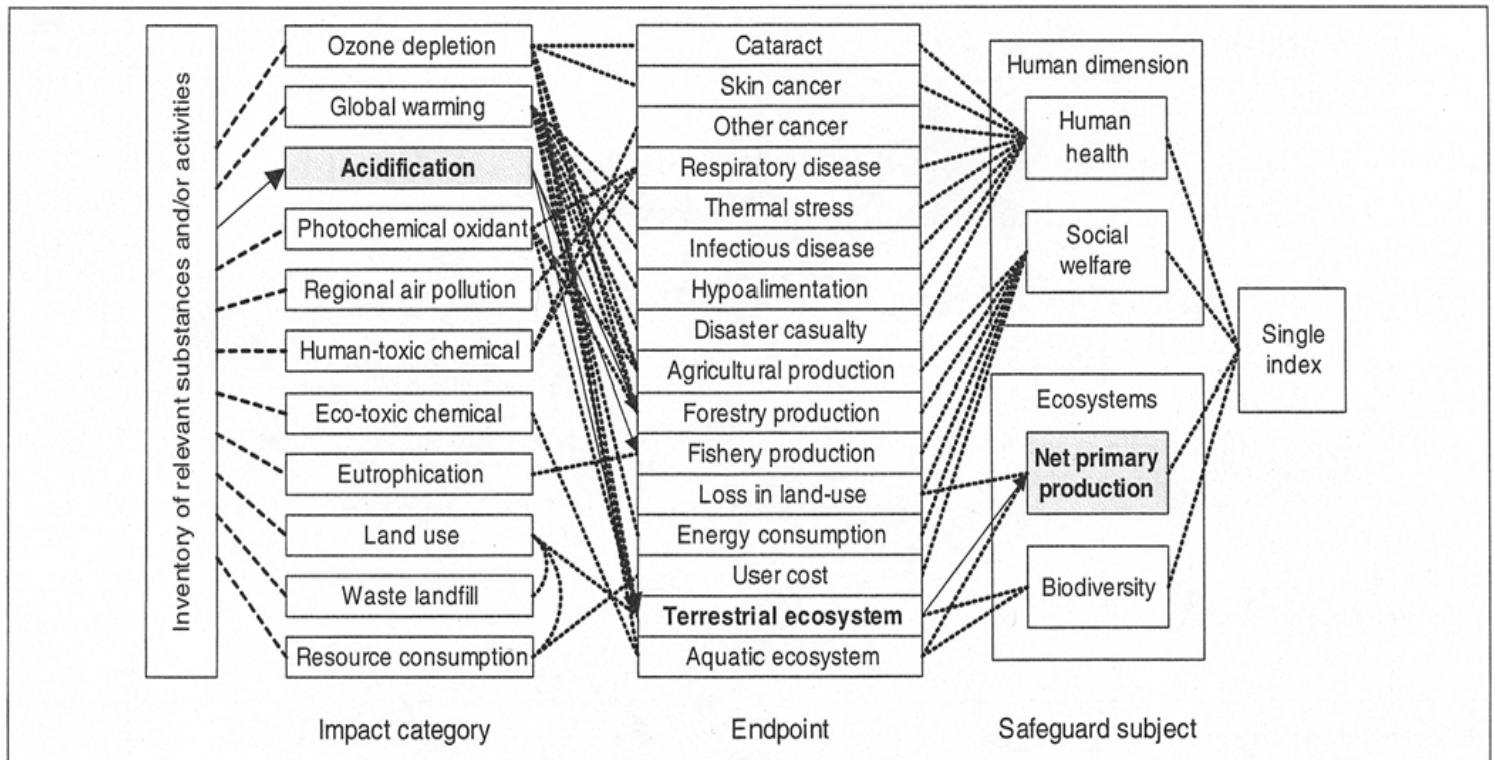 Inventory of relevant substances and/or activities
Ozone depletion
Global warming
Acidification
Photochemical oxidant
Regional air pollution
Human-toxic chemical
Eco-toxic chemical
Eutrophication
Land use
Waste landfill
Resource consumption
Impact category
Cataract
Skin cancer
Other cancer
Respiratory disease
Thermal stress
Infectious disease
Hypoalimentation
Disaster casualty
Agricultural production
Forestry production
Fishery production
Loss in land-use
Energy consumption
User cost
Terrestrial ecosystem
Aquatic ecosystem
Endpoint
Human dimension
Human
health
Social
welfare
Ecosystems
Net primary
production
Biodiversity
Safeguard subject
Single
index